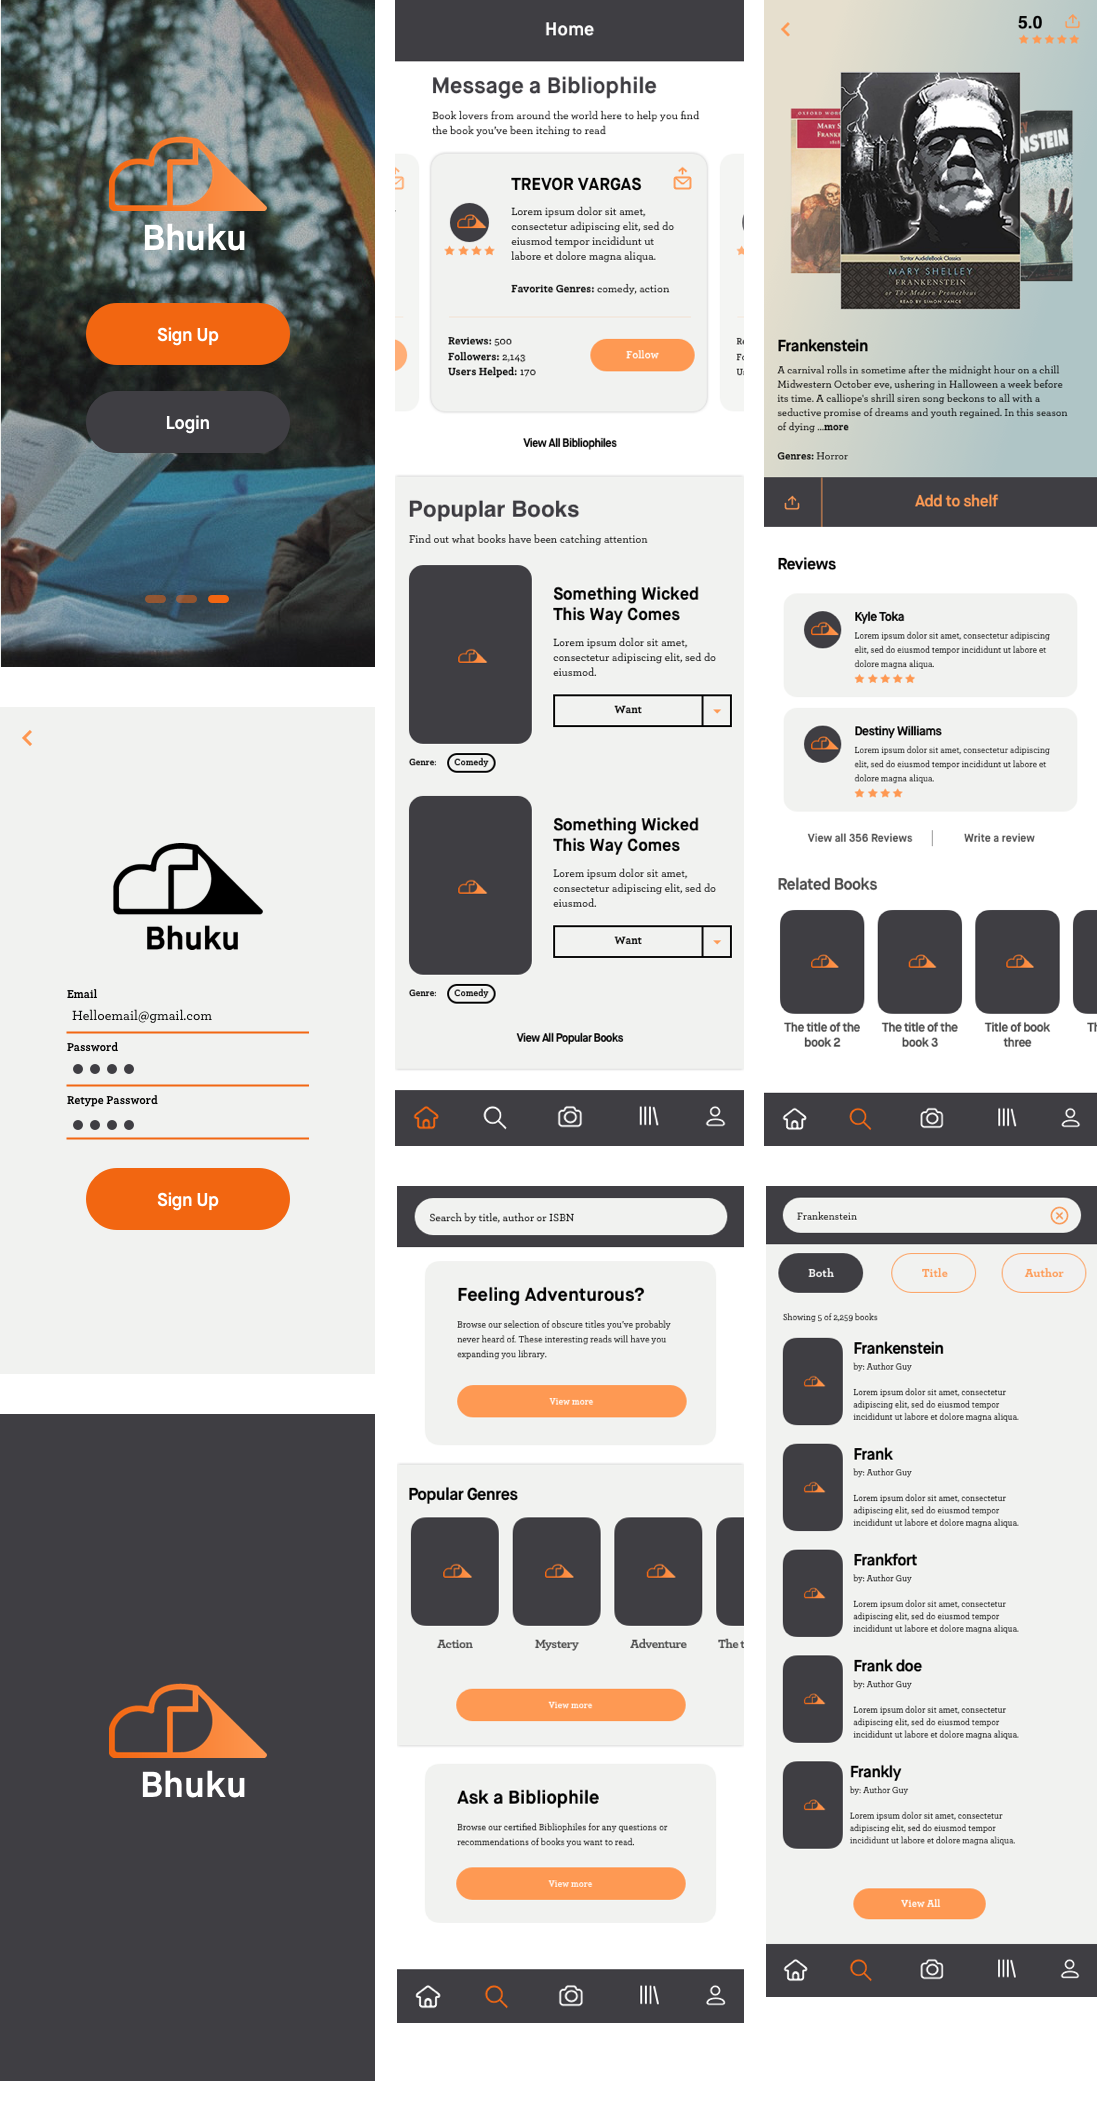 Bhuku
Sign Up
Login
Bhuku
Email
Helloemail@gmail.com
Password
Retype Password
Sign Up
Bhuku
Home
Message a Bibliophile
Book lovers from around the world here to help you find
the book you've been itching to read
TREVOR VARGAS
Lorem ipsum dolor sit amet,
consectetur adipiscing elit, sed do
eiusmod tempor incididunt ut
labore et dolore magna aliqua.
Favorite Genres: comedy, action
Reviews: 500
Followers: 2,143
Users Helped: 170
Follow
Re
Fo
Us
View All Bibliophiles
Popuplar Books
Find out what books have been catching attention
Something Wicked
This Way Comes
Lorem ipsum dolor sit amet,
consectetur adipiscing elit, sed do
eiusmod.
Want
Genre: Comedy
Something Wicked
This Way Comes
Lorem ipsum dolor sit amet,
consectetur adipiscing elit, sed do
eiusmod.
Want
Genre: Comedy
View All Popular Books
Search by title, author or ISBN
Feeling Adventurous?
Browse our selection of obscure titles you've probably
never heard of. These interesting reads will have you
expanding you library.
View more
Popular Genres
Action
Mystery
Adventure
The t
View more
Ask a Bibliophile
Browse our certified Bibliophiles for any questions or
recommendations of books you want to read.
View more
5.0
MARY S
FRANKE
NSTEIN
Tantor AudioBook Classics
MARY SHELLEY
FRANKENSTEIN
or The Modern Prometheus
READ BY SIMON VANCE
Frankenstein
A carnival rolls in sometime after the midnight hour on a chill
Midwestern October eve, ushering in Halloween a week before
its time. A calliope's shrill siren song beckons to all with a
seductive promise of dreams and youth regained. In this season
of dying ...more
Genres: Horror
Add to shelf
Reviews
Kyle Toka
Lorem ipsum dolor sit amet, consectetur adipiscing
elit, sed do eiusmod tempor incididunt ut labore et
dolore magna aliqua.
Destiny Williams
Lorem ipsum dolor sit amet, consectetur adipiscing
elit, sed do eiusmod tempor incididunt ut labore et
dolore magna aliqua.
View all 356 Reviews
Write a review
Related Books
The title of the
book 2
The title of the
book 3
Title of book
three
Th
Frankenstein
Both
Title
Author
Showing 5 of 2,259 books
Frankenstein
by: Author Guy
Lorem ipsum dolor sit amet, consectetur
adipiscing elit, sed do eiusmod tempor
incididunt ut labore et dolore magna aliqua.
Frank
by: Author Guy
Lorem ipsum dolor sit amet, consectetur
adipiscing elit, sed do eiusmod tempor
incididunt ut labore et dolore magna aliqua.
Frankfort
by: Author Guy
Lorem ipsum dolor sit amet, consectetur
adipiscing elit, sed do eiusmod tempor
incididunt ut labore et dolore magna aliqua.
Frank doe
by: Author Guy
Lorem ipsum dolor sit amet, consectetur
adipiscing elit, sed do eiusmod tempor
incididunt ut labore et dolore magna aliqua.
Frankly
by: Author Guy
Lorem ipsum dolor sit amet, consectetur
adipiscing elit, sed do eiusmod tempor
incididunt ut labore et dolore magna aliqua.
View All